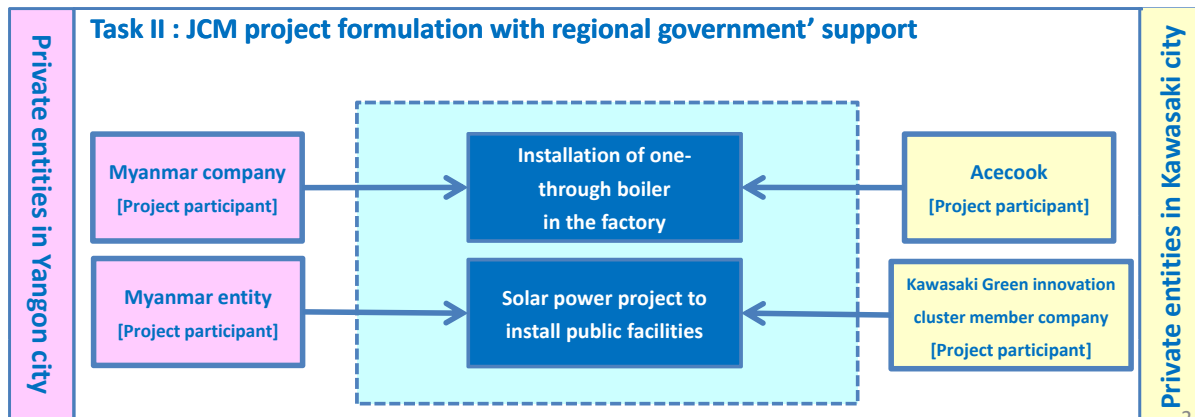 Task II : JCM project formulation with regional government' support
Private entities in Yangon city
Myanmar company
[Project participant]
Installation of one-
through boiler
in the factory
Acecook
[Project participant]
Myanmar entity
[Project participant]
Solar power project to
install public facilities
Kawasaki Green innovation
cluster member company
[Project participant]
Private entities in Kawasaki city
2